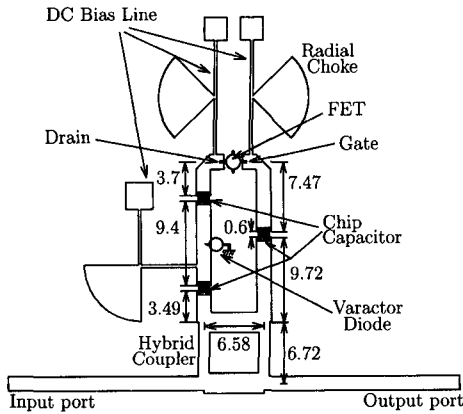 DC Bias Line
Radial
Choke
FET
Drain
Gate
3.7
7.47
9.4
0.6
Chip
Capacitor
9.72
3.49
Varactor
Diode
Hybrid
Coupler
6.58
6.72
Input port
Output port